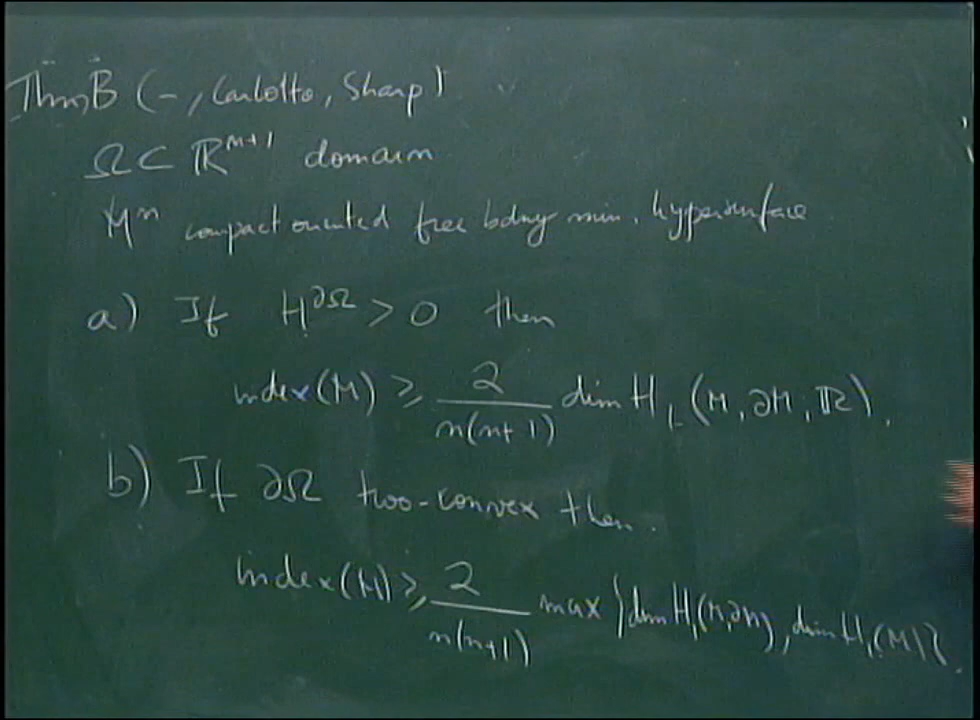 Thm B (–, Carlotto, Sharp)
Ω ⊂ ℝ^{n+1} domain
M^n compact oriented free bdry min. hypersurface
a) If H^{∂Ω} > 0 then
index(M) ≥ 2/(n(n+1)) dim H_1 (M, ∂M; ℝ).
b) If ∂Ω two-convex then.
index(M) ≥ 2/(n(n+1)) max {dim H_1(M,∂M), dim H_1(M)}.